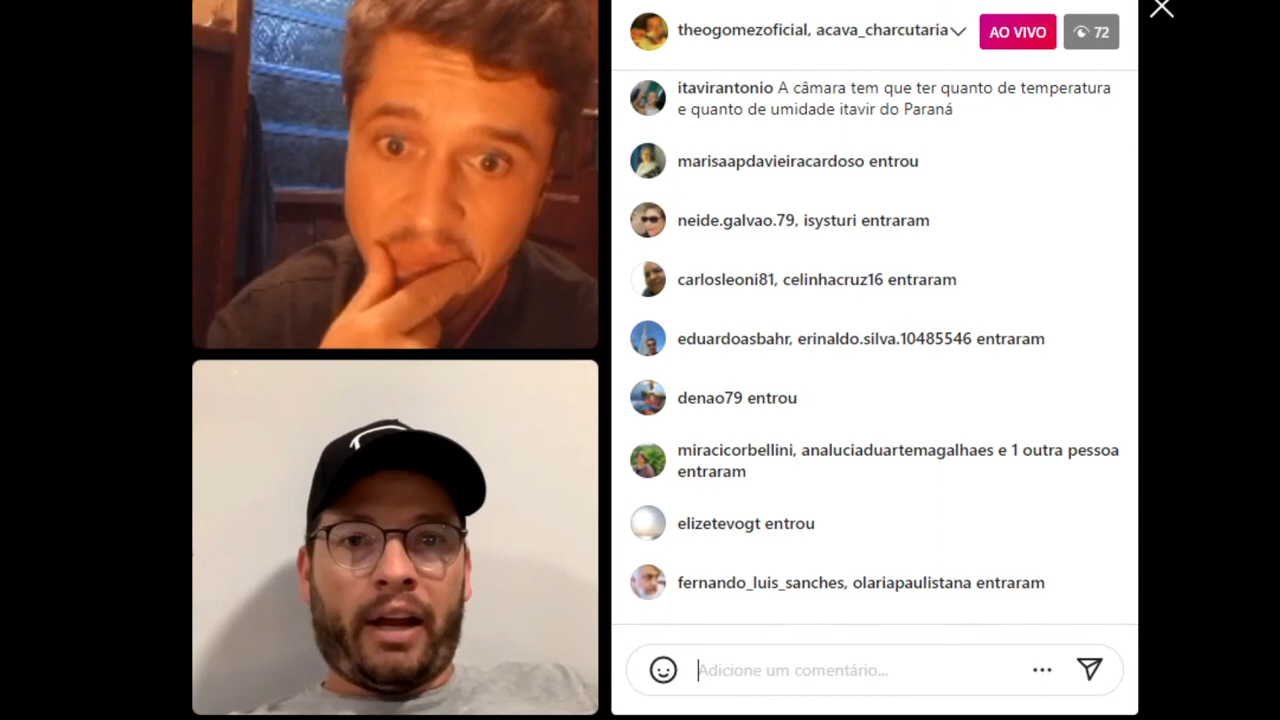 theogomezoficial, acava_charcutaria
AO VIVO
72
itavirantonio A câmara tem que ter quanto de temperatura
e quanto de umidade itavir do Paraná
marisaapdavieiracardoso entrou
neide.galvao.79, isysturi entraram
carlosleoni81, celinhacruz16 entraram
eduardoasbahr, erinaldo.silva.10485546 entraram
denao79 entrou
miracicorbellini, analuciaduartemagalhaes e 1 outra pessoa
entraram
elizetevogt entrou
fernando_luis_sanches, olariapaulistana entraram
Adicione um comentário...